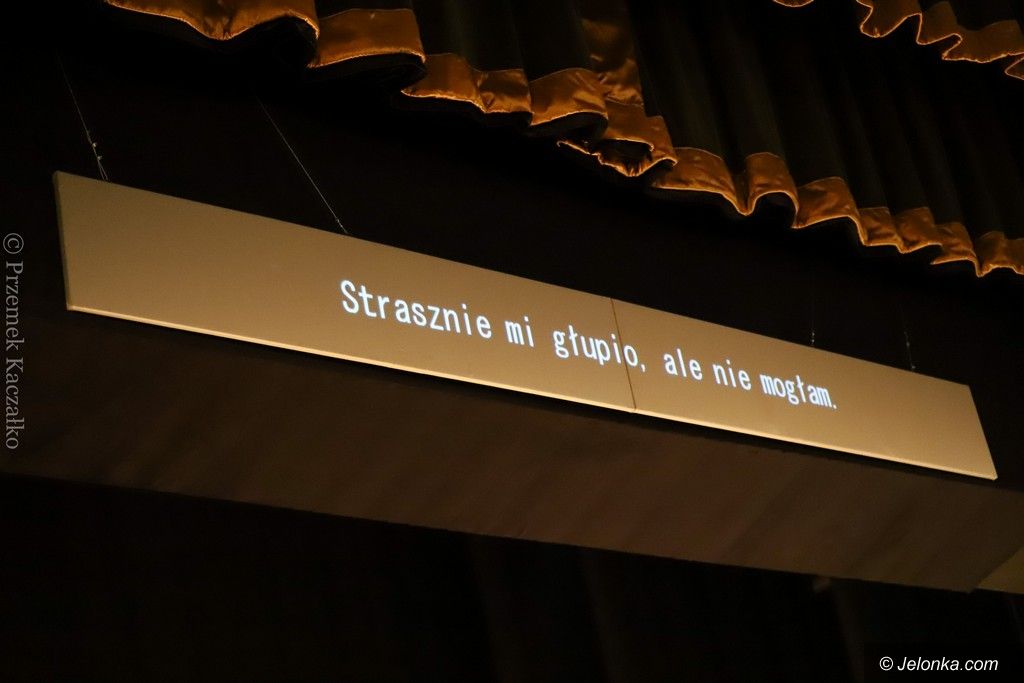 Strasznie mi głupio, ale nie mogłam.
© Przemek Kaczałko
© Jelonka.com